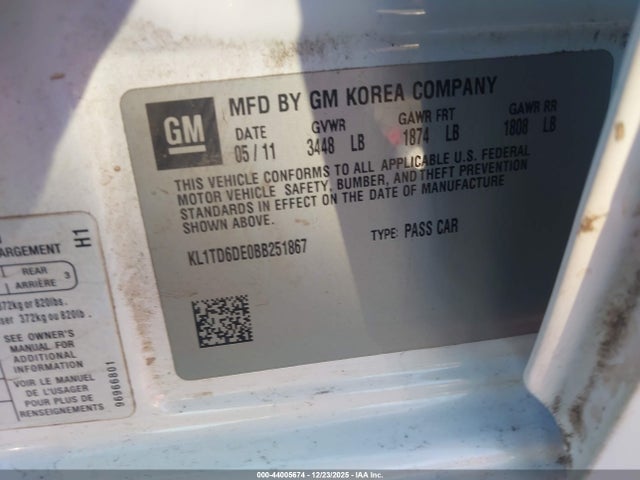 GM
MFD BY GM KOREA COMPANY
DATE GVWR GAWR FRT GAWR RR
05 / 11 3448 LB 1874 LB 1808 LB
THIS VEHICLE CONFORMS TO ALL APPLICABLE U.S. FEDERAL
MOTOR VEHICLE SAFETY, BUMBER, AND THEFT PREVENTION
STANDARDS IN EFFECT ON THE DATE OF MANUFACTURE
SHOWN ABOVE.
KL1TD6DE0BB251867 TYPE: PASS CAR
ARGEMENT
H1
REAR
ARRIÈRE 3
372kg or 820lbs.
ser 372kg ou 820lb.
SEE OWNER'S
MANUAL FOR
ADDITIONAL
INFORMATION
VOIR LE MANUEL
DE L'USAGER
POUR PLUS DE
RENSEIGNEMENTS
96966801
000-44005674 - 12/23/2025 - IAA Inc.